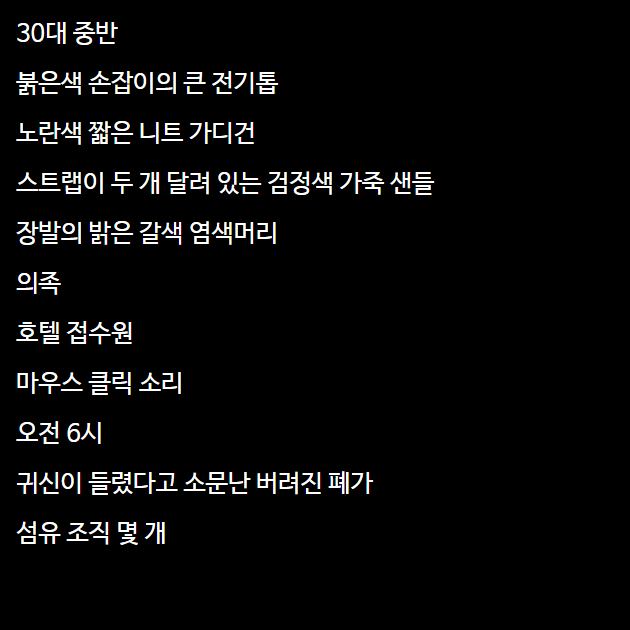 30대 중반
붉은색 손잡이의 큰 전기톱
노란색 짧은 니트 가디건
스트랩이 두 개 달려 있는 검정색 가죽 샌들
장발의 밝은 갈색 염색머리
의족
호텔 접수원
마우스 클릭 소리
오전 6시
귀신이 들렸다고 소문난 버려진 폐가
섬유 조직 몇 개